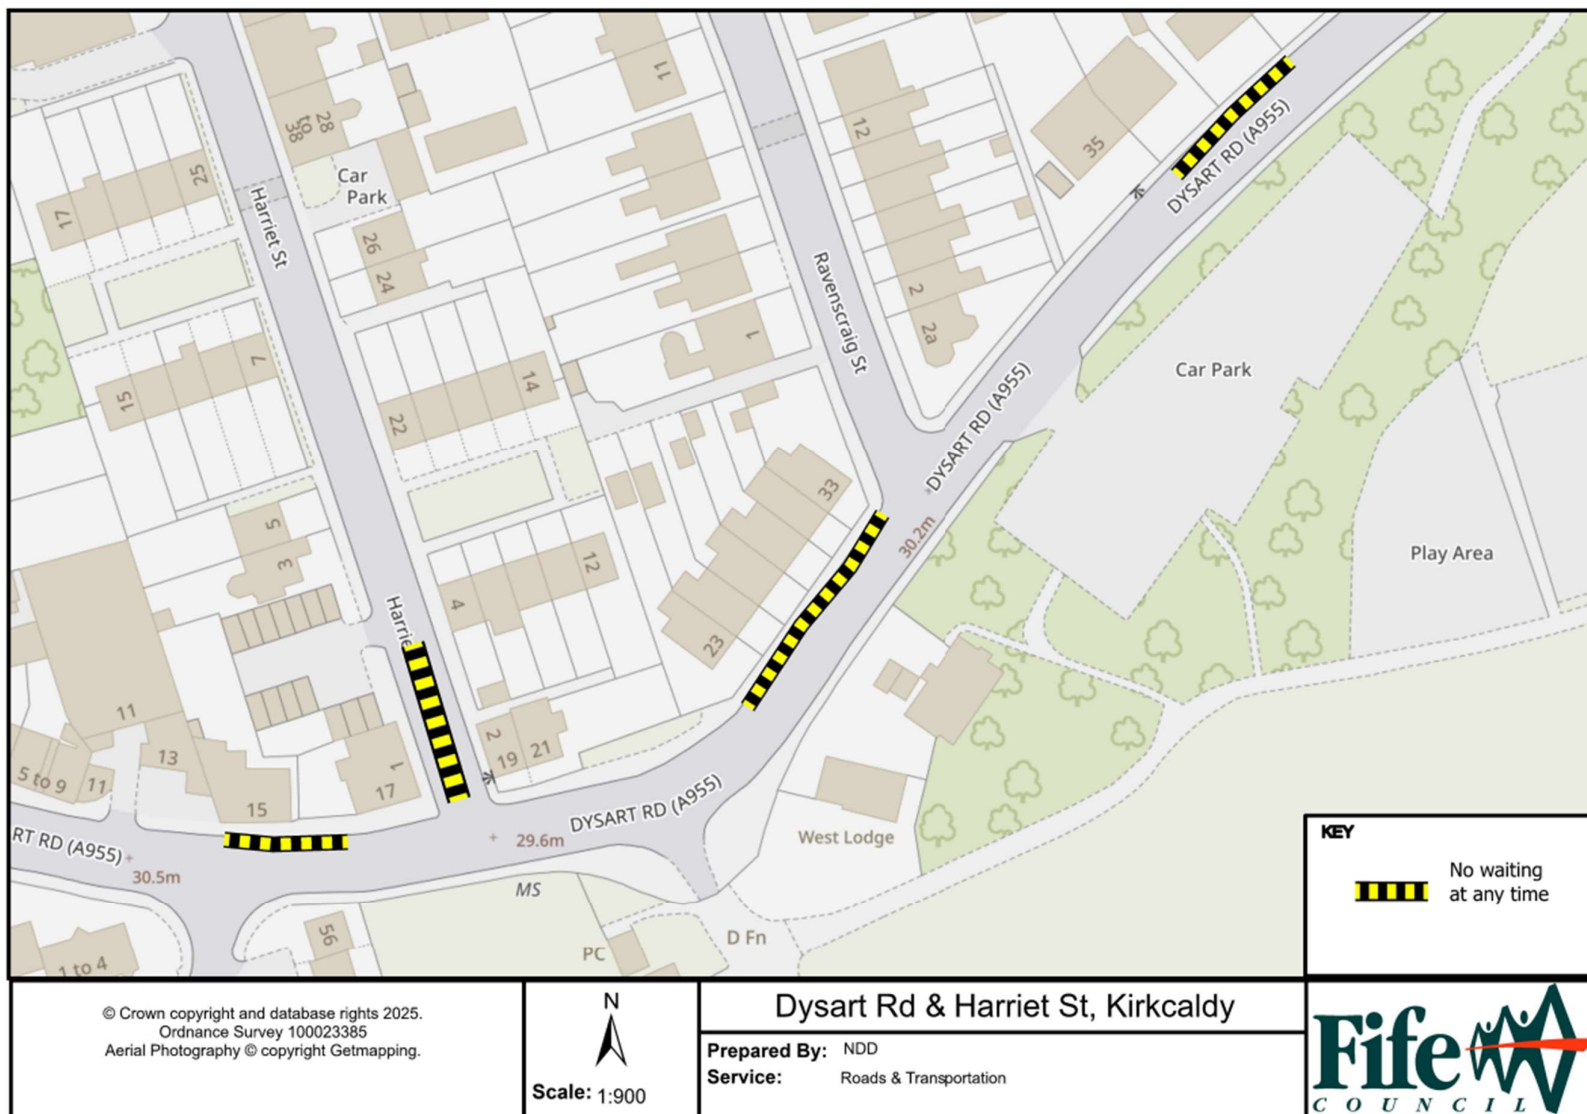 11
28
to
38
12
35
DYSART RD (A955)
25
17
Car
Park
Harriet St
26
24
Ravenscraig St
2
2a
1
Car Park
7
15
14
22
DYSART RD (A955)
33
5
3
12
4
30.2m
Play Area
23
Harrie
11
2
19
21
13
5 to 9
11
1
17
15
DYSART RD (A955)
West Lodge
RT RD (A955)
30.5m
29.6m
MS
56
1 to 4
PC
D Fn
KEY
No waiting
at any time
© Crown copyright and database rights 2025.
Ordnance Survey 100023385
Aerial Photography © copyright Getmapping.
N
Scale: 1:900
Dysart Rd & Harriet St, Kirkcaldy
Prepared By: NDD
Service: Roads & Transportation
Fife
COUNCIL